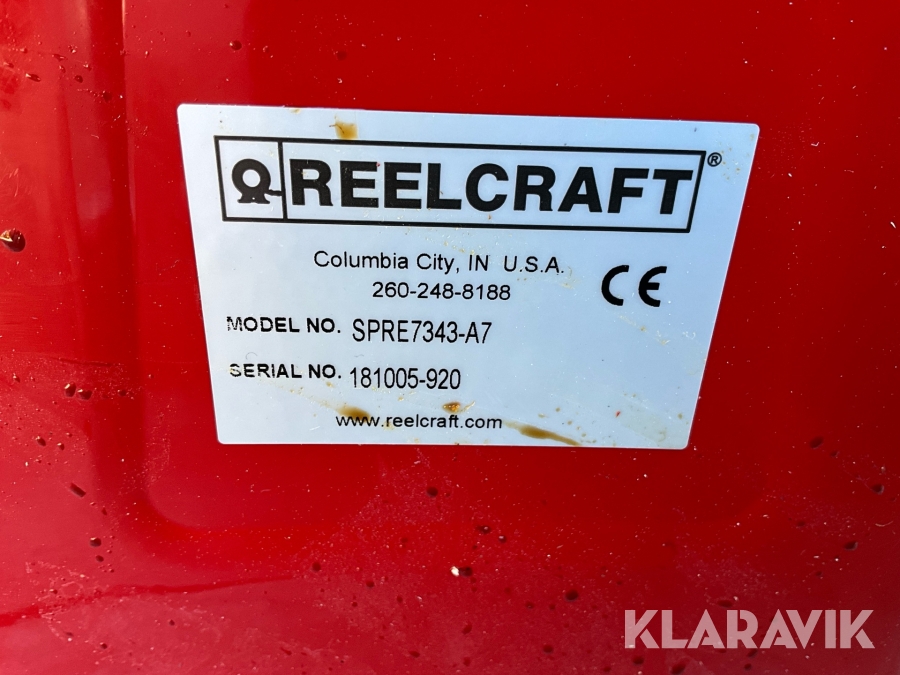 REELCRAFT®
Columbia City, IN U.S.A.
260-248-8188
CE
MODEL NO. SPRE7343-A7
SERIAL NO. 181005-920
www.reelcraft.com
KLARAVIK